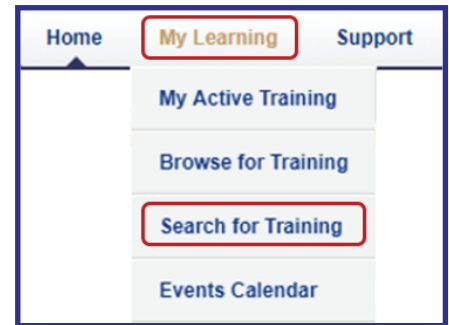 Home My Learning Support
My Active Training
Browse for Training
Search for Training
Events Calendar